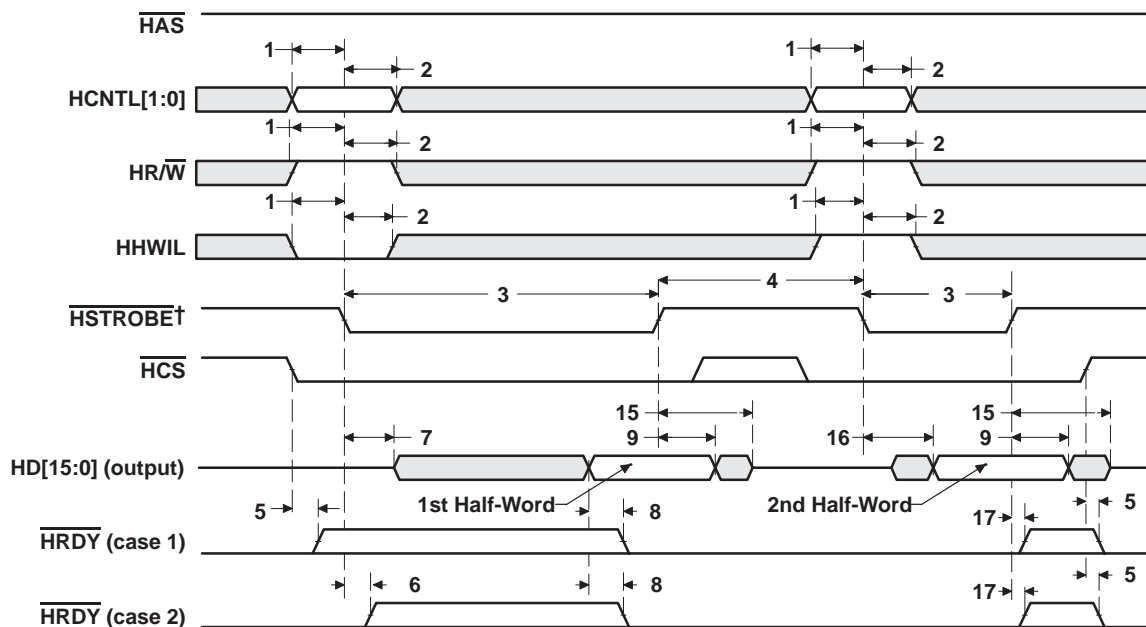 HAS
1
2
1
2
HCNTL[1:0]
1
2
1
2
HR/W
1
2
1
2
HHWIL
3
4
3
HSTROBE†
HCS
15
15
7
9
16
9
HD[15:0] (output)
1st Half-Word
2nd Half-Word
5
8
17
5
HRDY (case 1)
6
8
17
5
HRDY (case 2)